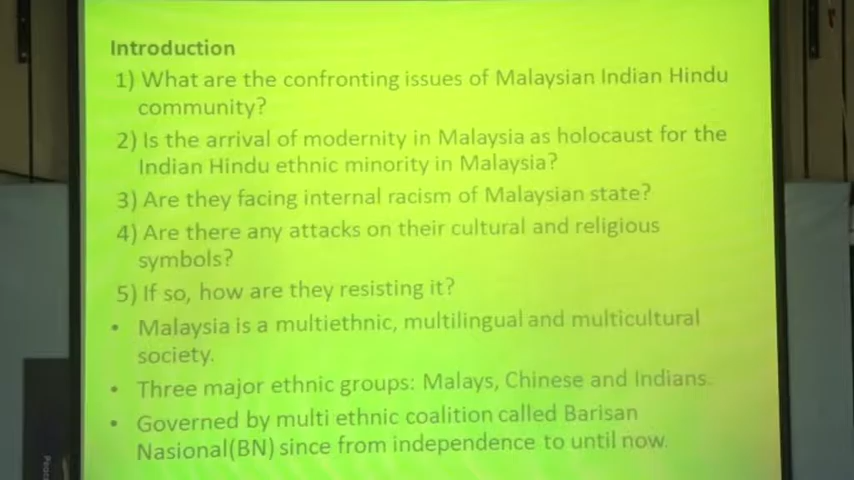 Introduction
1) What are the confronting issues of Malaysian Indian Hindu
community?
2) Is the arrival of modernity in Malaysia as holocaust for the
Indian Hindu ethnic minority in Malaysia?
3) Are they facing internal racism of Malaysian state?
4) Are there any attacks on their cultural and religious
symbols?
5) If so, how are they resisting it?
• Malaysia is a multiethnic, multilingual and multicultural
society.
• Three major ethnic groups: Malays, Chinese and Indians.
• Governed by multi ethnic coalition called Barisan
Nasional(BN) since from independence to until now.